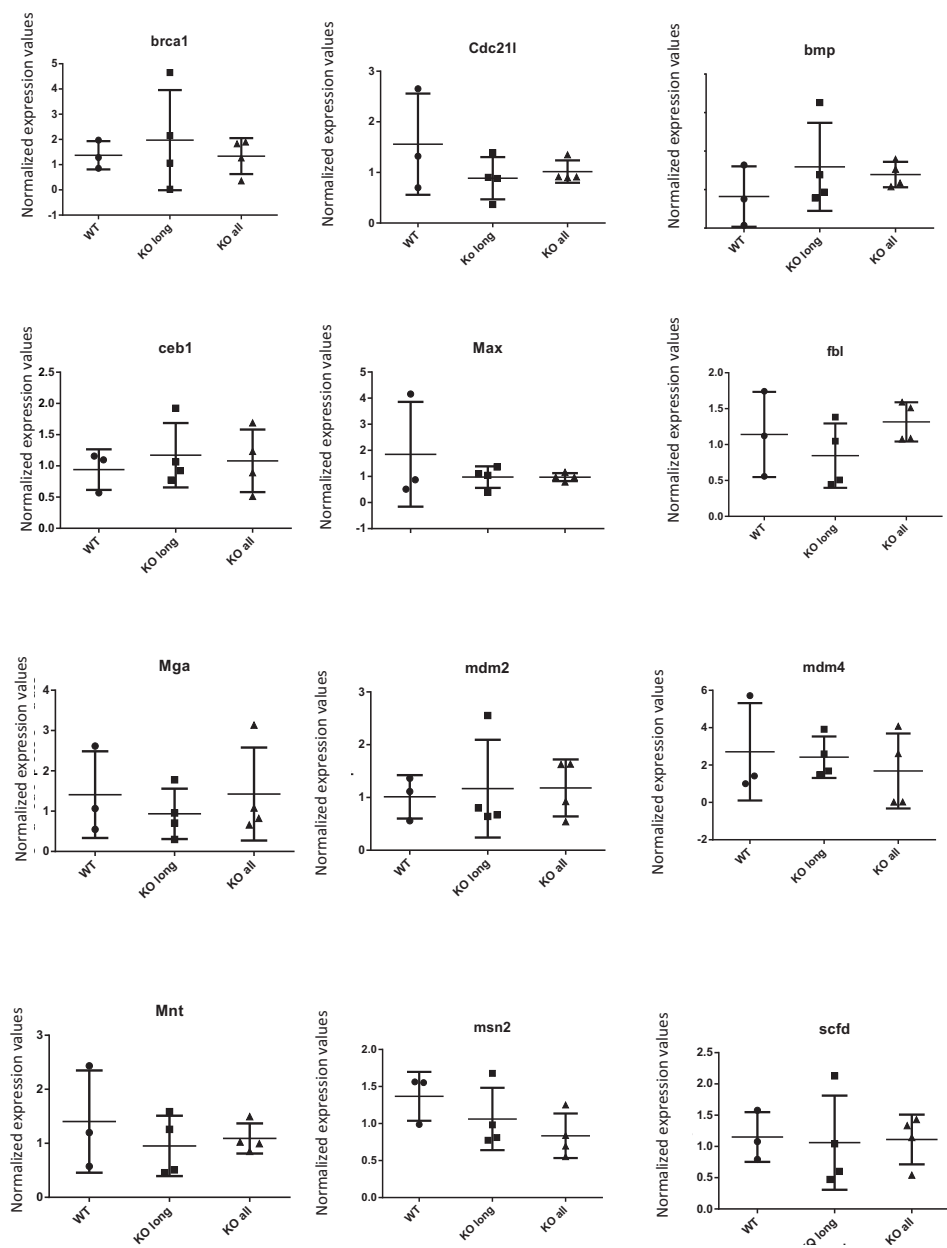 brca1
Normalized expression values
5
4
3
2
1
0
-1
WT
KO long
KO all
Cdc21l
Normalized expression values
3
2
1
0
WT
Ko long
KO all
bmp
Normalized expression values
WT
KO long
KO all
ceb1
Normalized expression values
2.5
2.0
1.5
1.0
0.5
0.0
WT
KO long
KO all
Max
Normalized expression values
5
4
3
2
1
0
-1
WT
KO long
KO all
fbl
Normalized expression values
2.0
1.5
1.0
0.5
0.0
WT
KO long
KO all
Mga
Normalized expression values
4
3
2
1
0
WT
KO long
KO all
mdm2
Normalized expression values
3
2
1
0
WT
KO long
KO all
mdm4
Normalized expression values
6
4
2
0
-2
WT
KO long
KO all
Mnt
Normalized expression values
3
2
1
0
WT
KO long
KO all
msn2
Normalized expression values
2.0
1.5
1.0
0.5
0.0
WT
KO long
KO all
scfd
Normalized expression values
2.5
2.0
1.5
1.0
0.5
0.0
WT
KO long
KO all